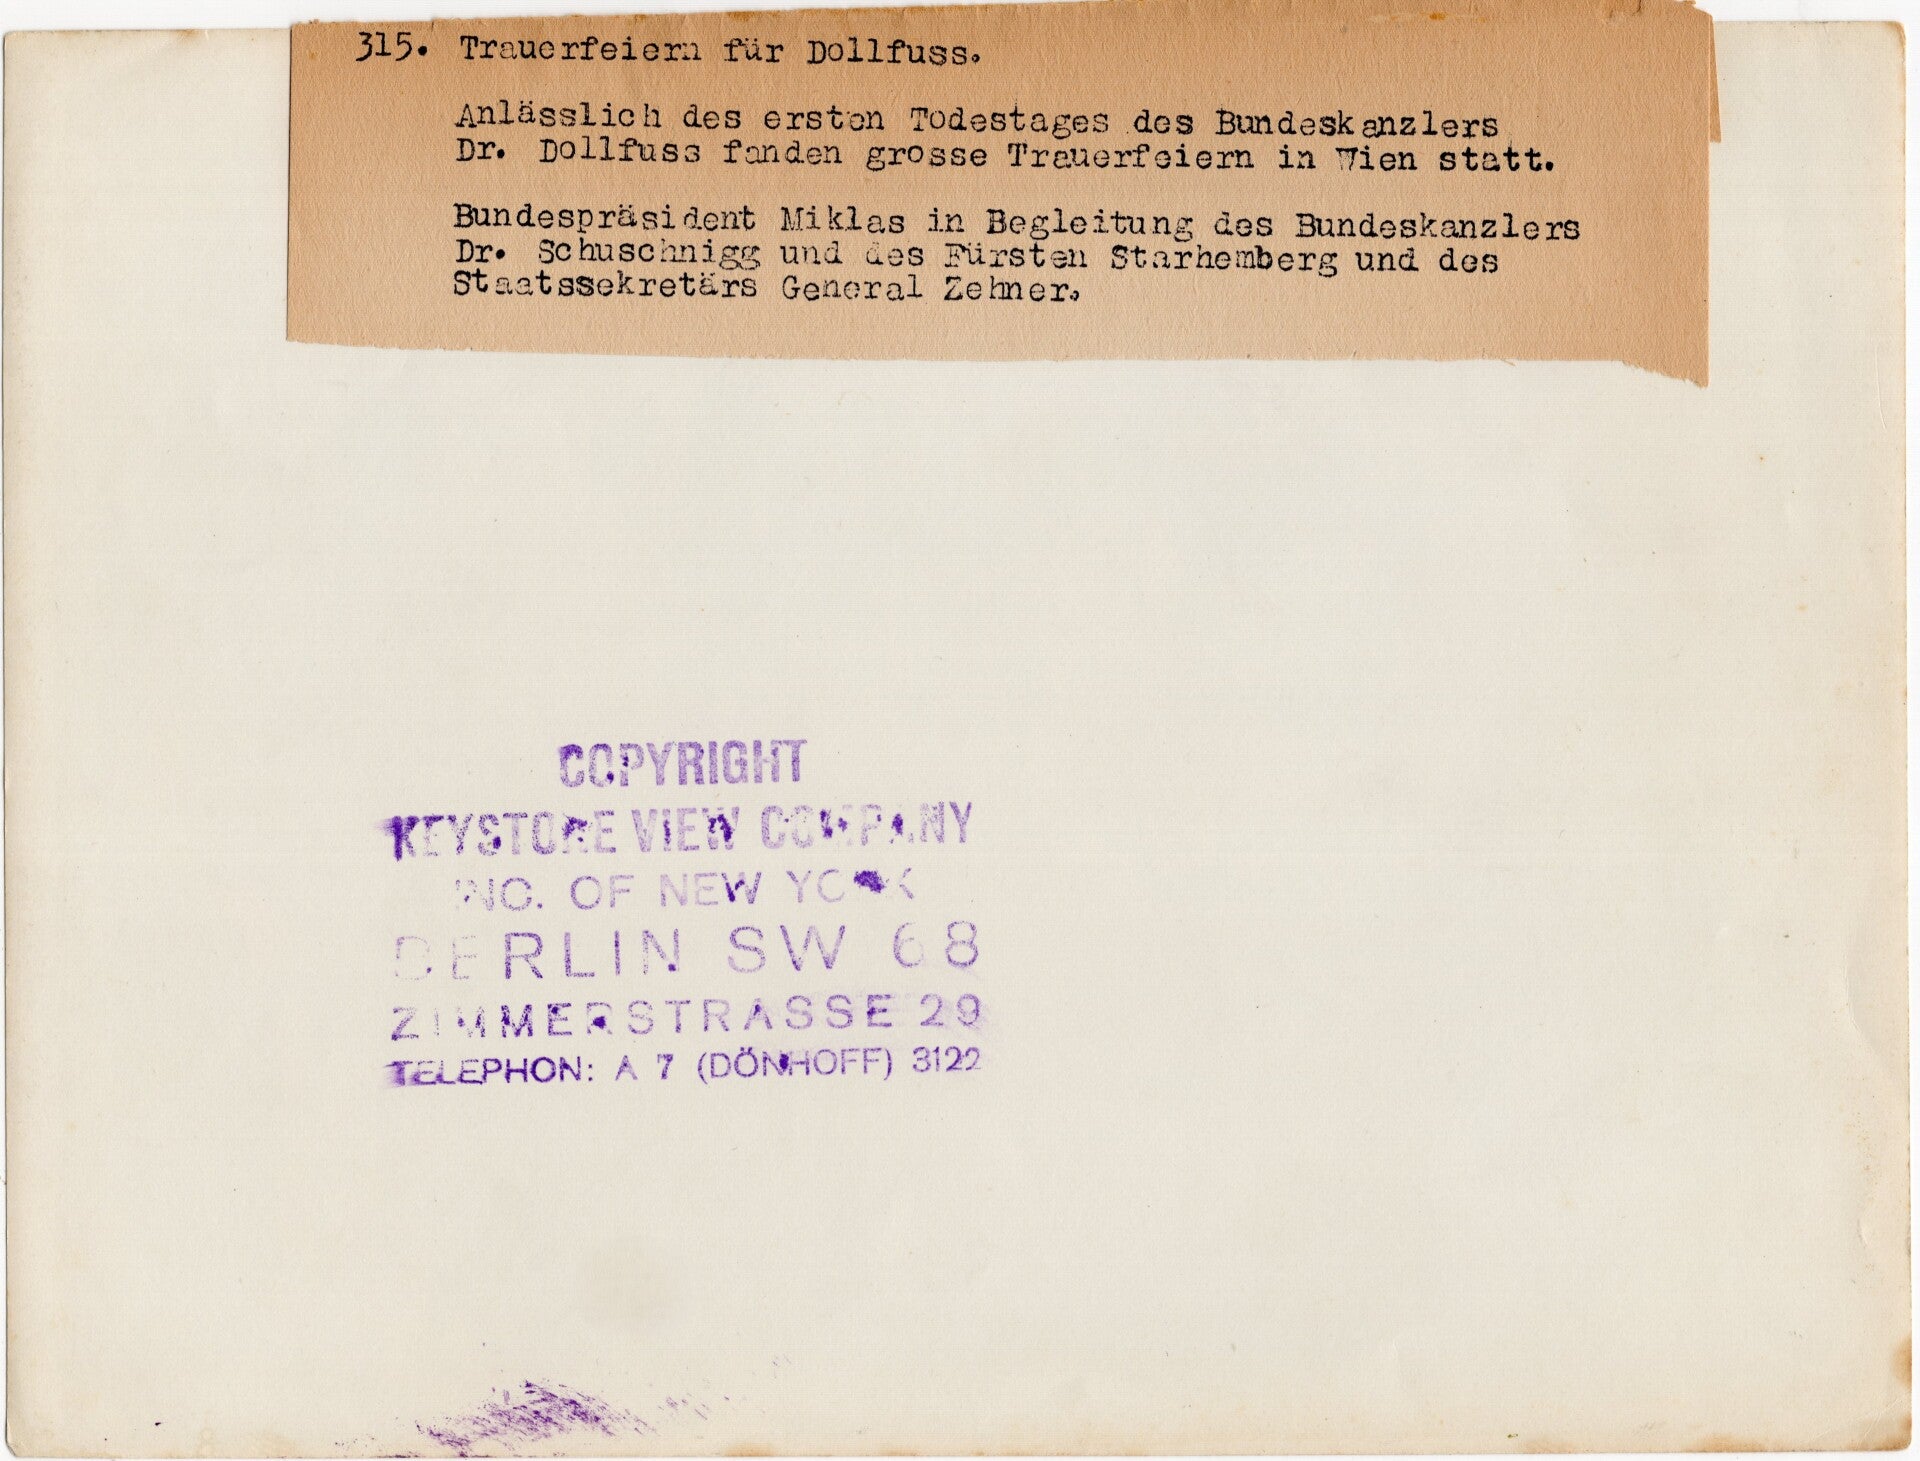 315. Trauerfeiern für Dollfuss.
Anlässlich des ersten Todestages des Bundeskanzlers
Dr. Dollfuss fanden grosse Trauerfeiern in Wien statt.
Bundespräsident Miklas in Begleitung des Bundeskanzlers
Dr. Schuschnigg und des Fürsten Starhemberg und des
Staatssekretärs General Zehner.
COPYRIGHT
KEYSTONE VIEW COMPANY
INC. OF NEW YORK
BERLIN SW 68
ZIMMERSTRASSE 29
TELEPHON: A 7 (DÖNHOFF) 3122